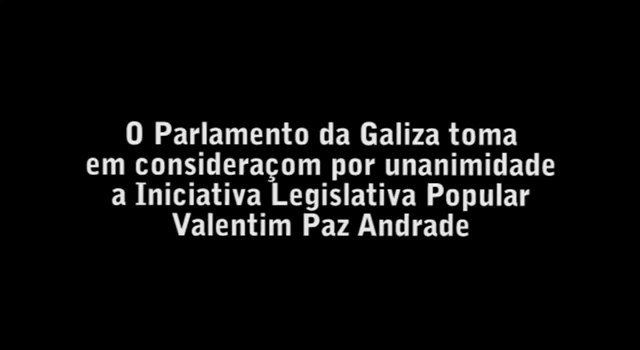 O Parlamento da Galiza toma
em consideraçom por unanimidade
a Iniciativa Legislativa Popular
Valentim Paz Andrade